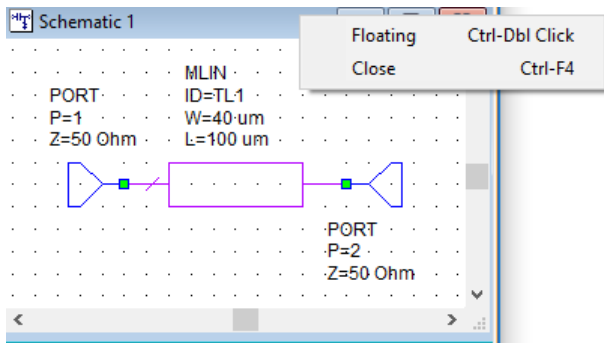 Schematic 1
Floating Ctrl-Dbl Click
Close Ctrl-F4
MLIN
ID=TL1
W=40 um
L=100 um
PORT
P=1
Z=50 Ohm
PORT
P=2
Z=50 Ohm